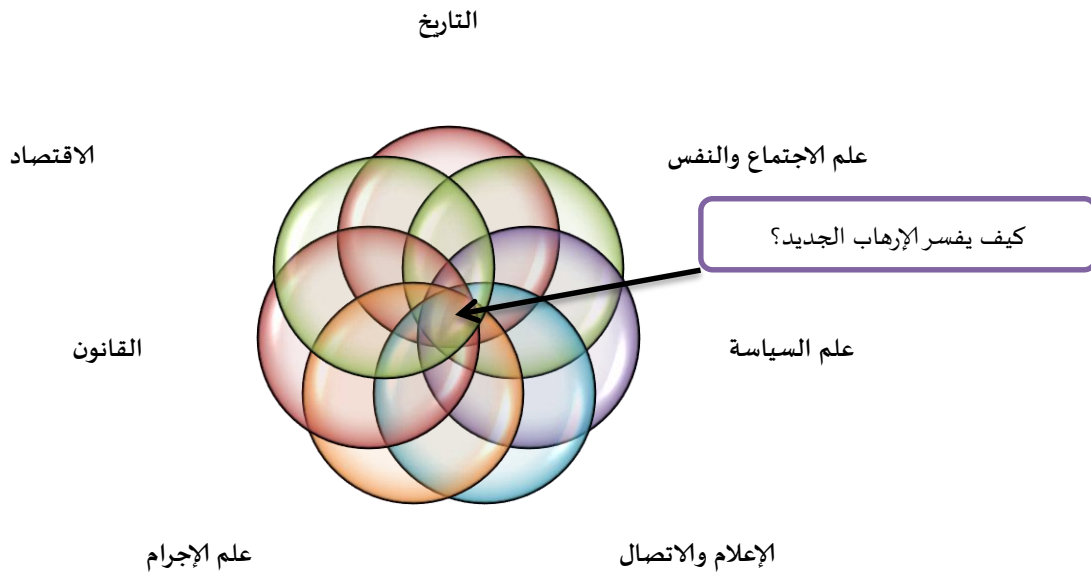 التاريخ
علم الاجتماع والنفس
الاقتصاد
كيف يفسر الإرهاب الجديد؟
علم السياسة
القانون
الإعلام والاتصال
علم الإجرام